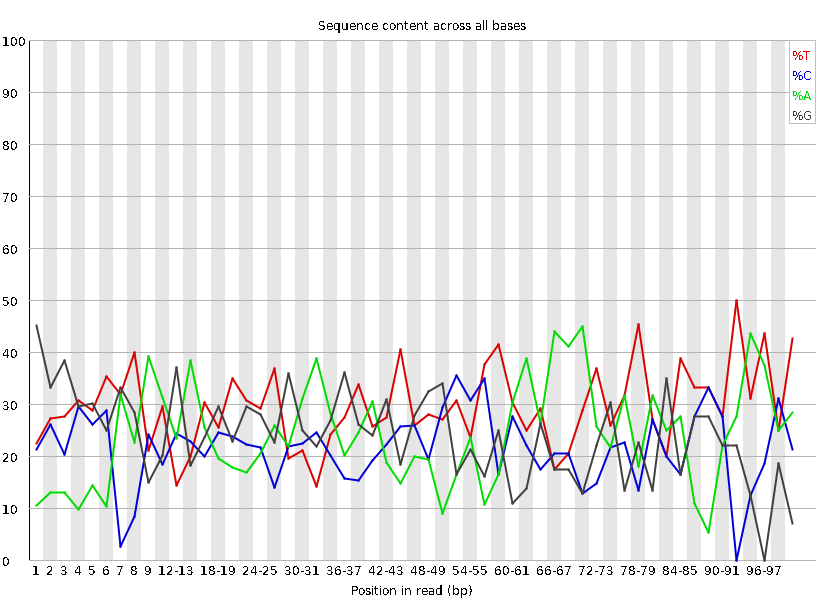 Sequence content across all bases
100
90
80
70
60
50
40
30
20
10
0
%T
%C
%A
%G
1 2 3 4 5 6 7 8 9 12-13 18-19 24-25 30-31 36-37 42-43 48-49 54-55 60-61 66-67 72-73 78-79 84-85 90-91 96-97
Position in read (bp)